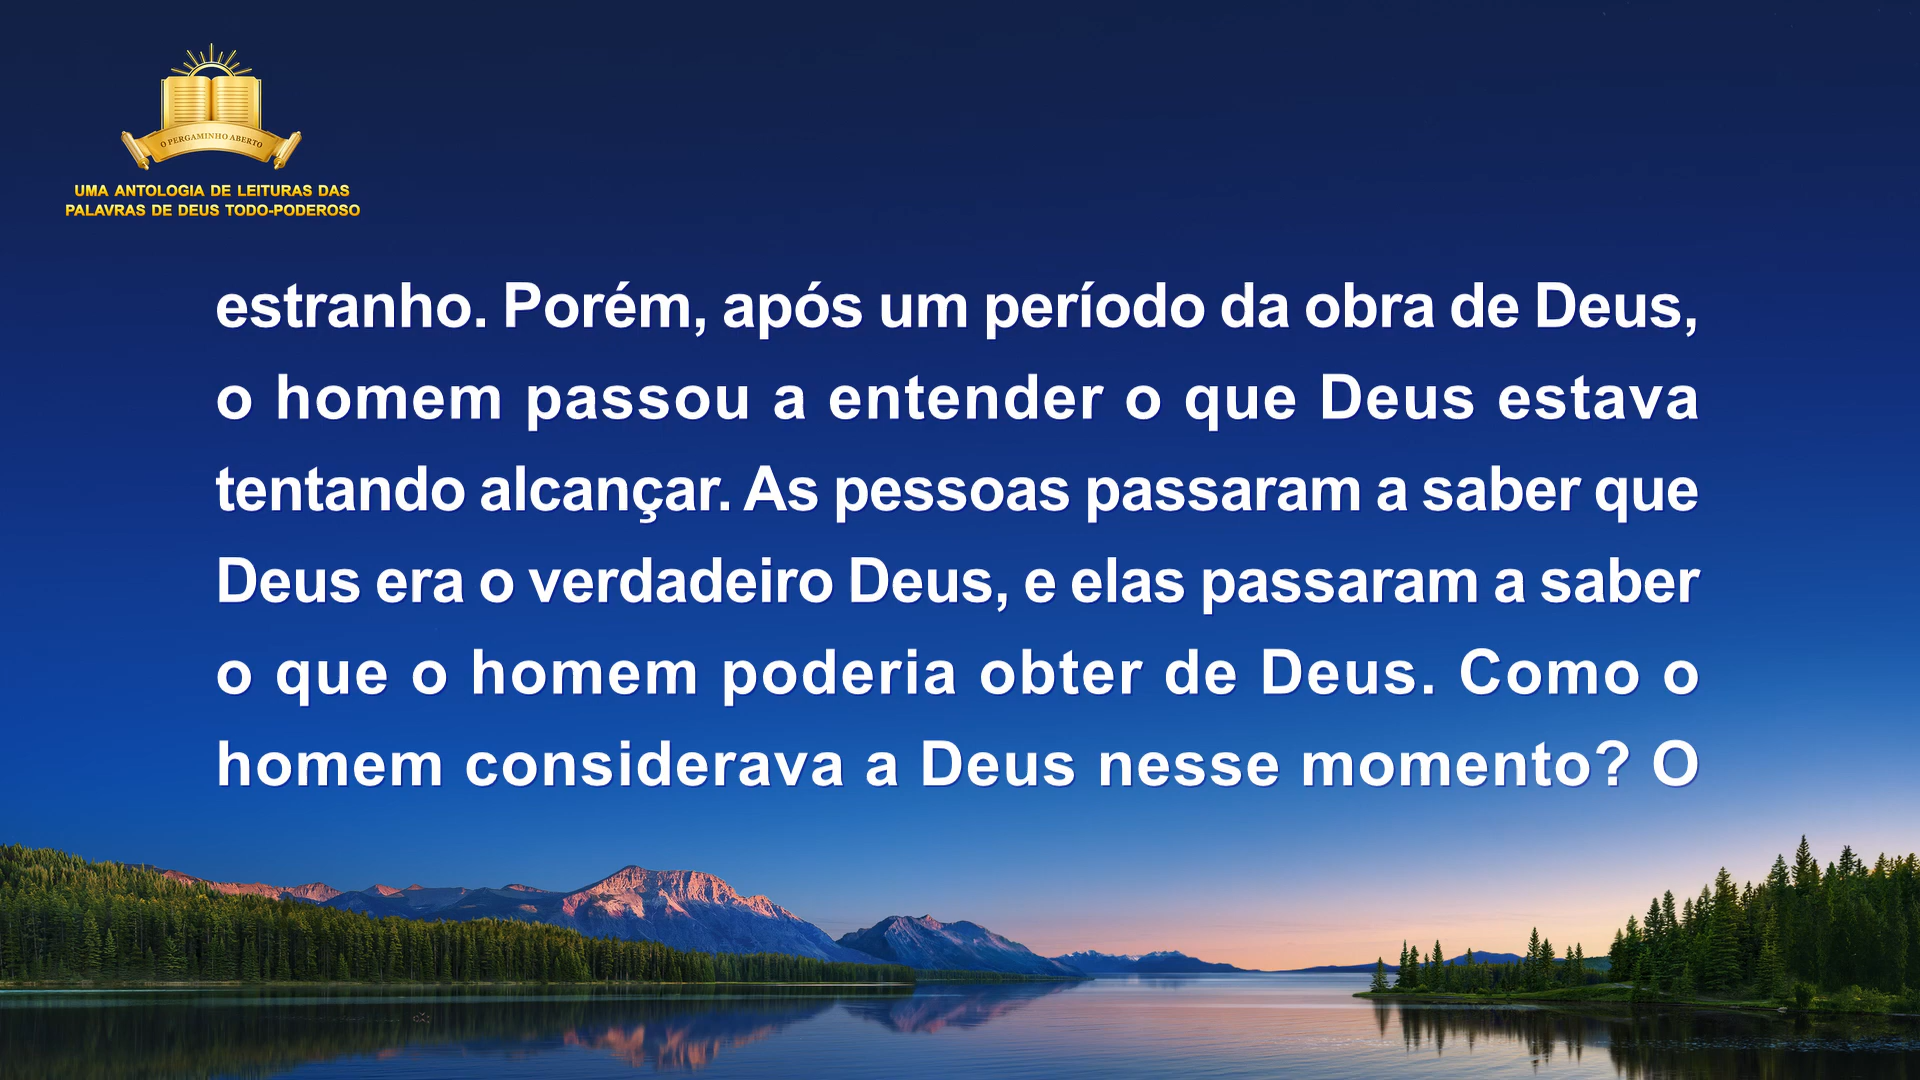 O PERGAMINHO ABERTO
UMA ANTOLOGIA DE LEITURAS DAS
PALAVRAS DE DEUS TODO-PODEROSO
estranho. Porém, após um período da obra de Deus,
o homem passou a entender o que Deus estava
tentando alcançar. As pessoas passaram a saber que
Deus era o verdadeiro Deus, e elas passaram a saber
o que o homem poderia obter de Deus. Como o
homem considerava a Deus nesse momento? O